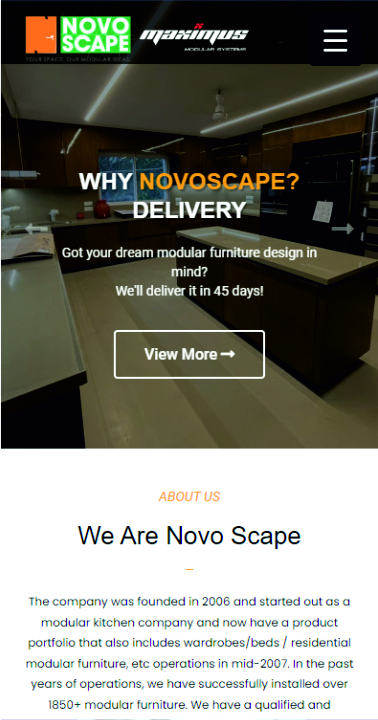 NOVO
SCAPE
YOUR SPACE. OUR MODULAR IDEAS.
maximus
MODULAR SYSTEMS
WHY NOVOSCAPE?
DELIVERY
Got your dream modular furniture design in
mind?
We'll deliver it in 45 days!
View More
ABOUT US
We Are Novo Scape
The company was founded in 2006 and started out as a
modular kitchen company and now have a product
portfolio that also includes wardrobes/beds / residential
modular furniture, etc operations in mid-2007. In the past
years of operations, we have successfully installed over
1850+ modular furniture. We have a qualified and